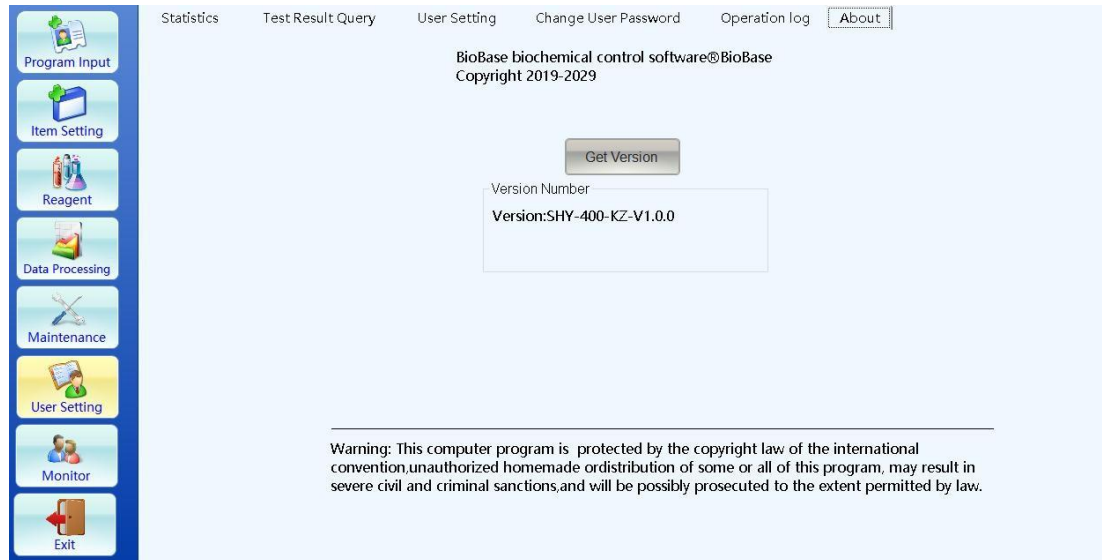 Statistics Test Result Query User Setting Change User Password Operation log About
Program Input
Item Setting
Reagent
Data Processing
Maintenance
User Setting
Monitor
Exit
BioBase biochemical control software®BioBase
Copyright 2019-2029
Get Version
Version Number
Version:SHY-400-KZ-V1.0.0
Warning: This computer program is protected by the copyright law of the international
convention,unauthorized homemade ordistribution of some or all of this program, may result in
severe civil and criminal sanctions,and will be possibly prosecuted to the extent permitted by law.